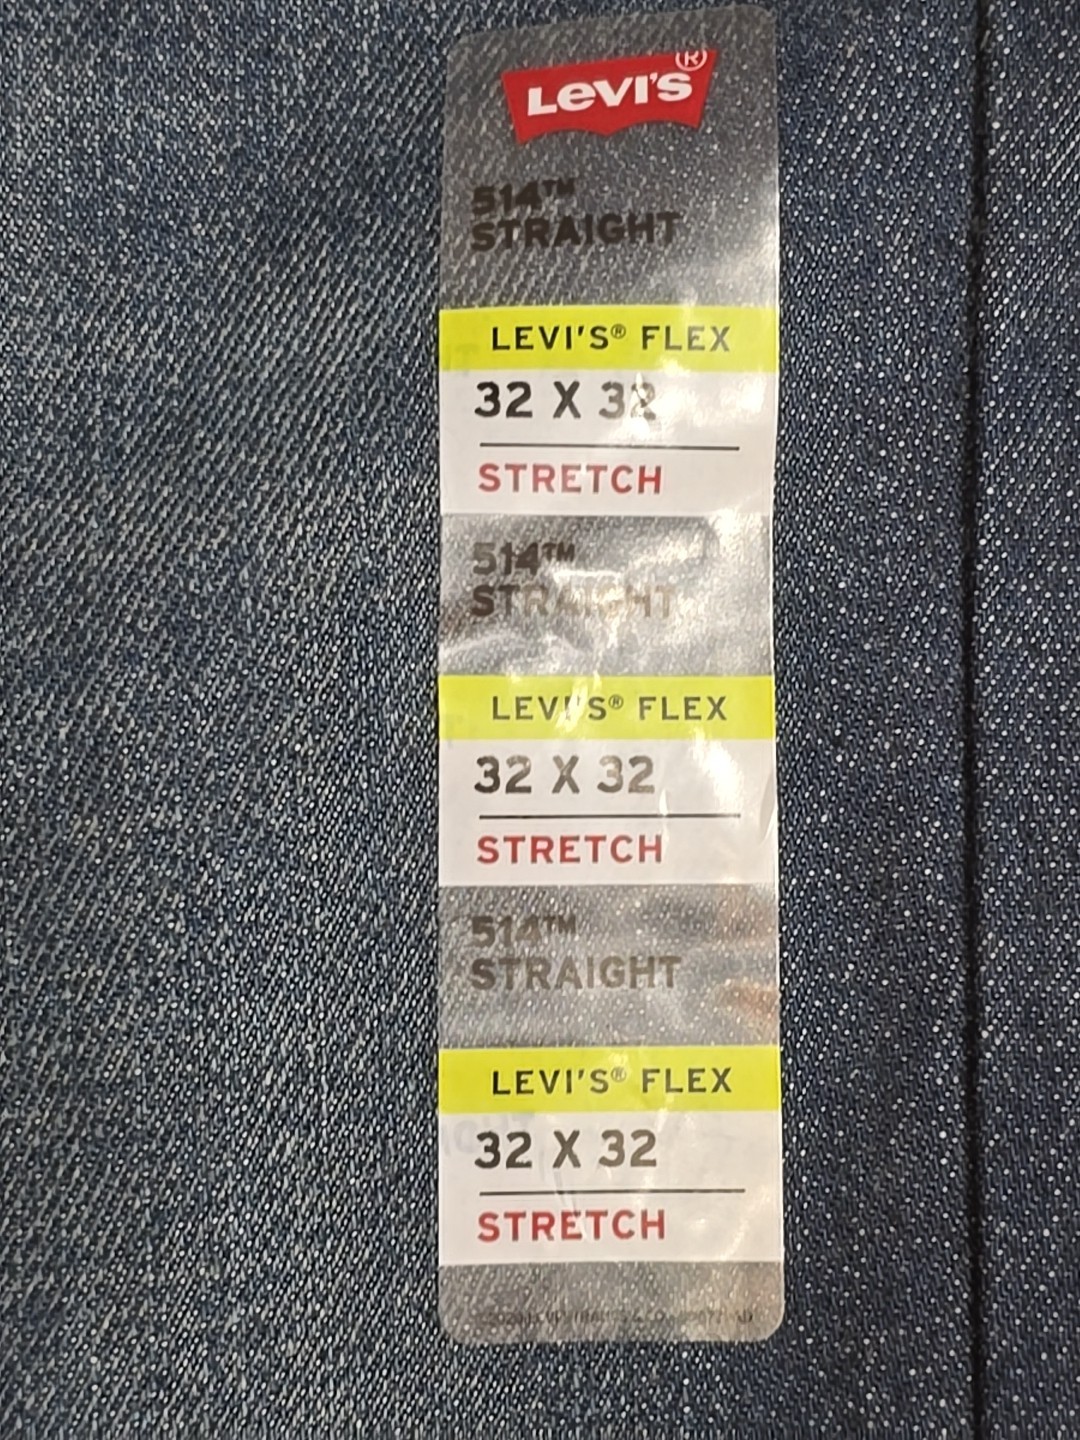 Levi's®
514™
STRAIGHT
LEVI'S® FLEX
32 X 32
STRETCH
514™
STRAIGHT
LEVI'S® FLEX
32 X 32
STRETCH
514™
STRAIGHT
LEVI'S® FLEX
32 X 32
STRETCH